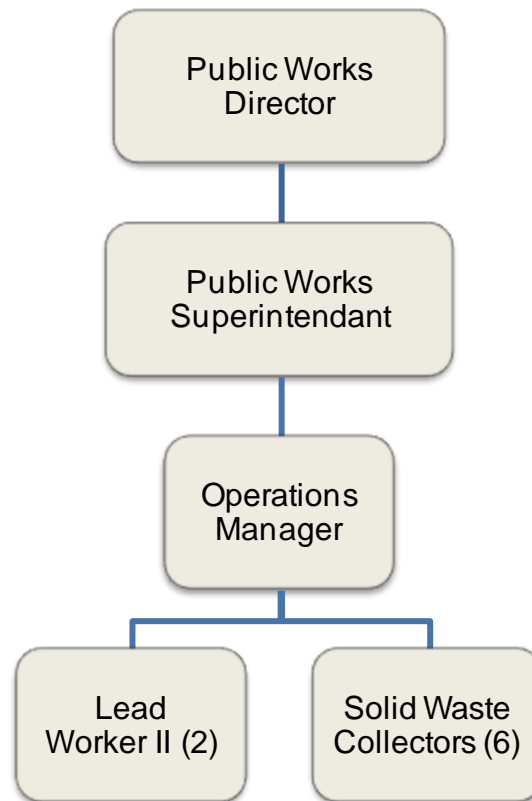 Public Works
Director
Public Works
Superintendant
Operations
Manager
Lead
Worker II (2)
Solid Waste
Collectors (6)